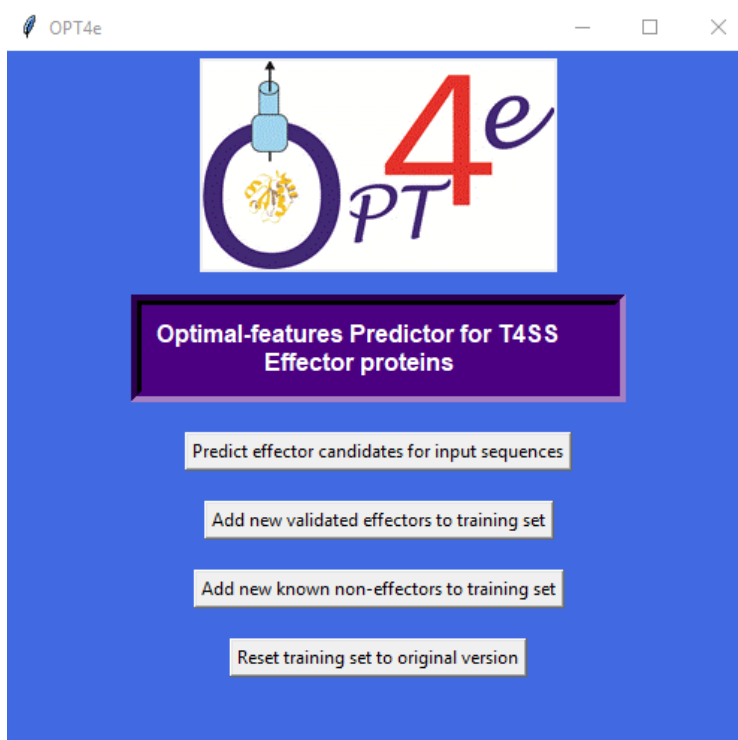 OPT4e
OPT4e
Optimal-features Predictor for T4SS
Effector proteins
Predict effector candidates for input sequences
Add new validated effectors to training set
Add new known non-effectors to training set
Reset training set to original version